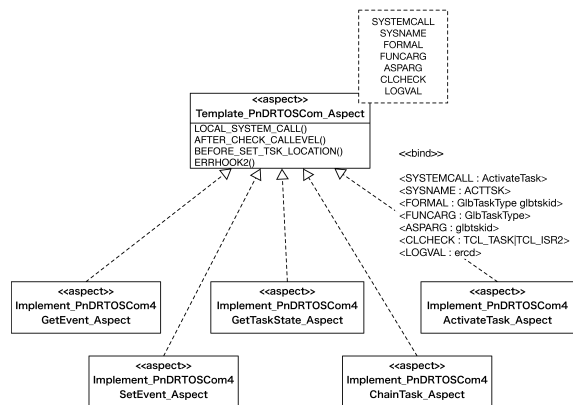 SYSTEMCALL
SYSNAME
FORMAL
FUNCARG
ASPARG
CLCHECK
LOGVAL
<<aspect>>
Template_PnDRTOSCom_Aspect
LOCAL_SYSTEM_CALL()
AFTER_CHECK_CALLEVEL()
BEFORE_SET_TSK_LOCATION()
ERRHOOK2()
<<bind>>
<SYSTEMCALL : ActivateTask>
<SYSNAME : ACTTSK>
<FORMAL : GlbTaskType glbtskid>
<FUNCARG : GlbTaskType>
<ASPARG : glbtskid>
<CLCHECK : TCL_TASK|TCL_ISR2>
<LOGVAL : ercd>
<<aspect>>
Implement_PnDRTOSCom4
GetEvent_Aspect
<<aspect>>
Implement_PnDRTOSCom4
GetTaskState_Aspect
<<aspect>>
Implement_PnDRTOSCom4
ActivateTask_Aspect
<<aspect>>
Implement_PnDRTOSCom4
SetEvent_Aspect
<<aspect>>
Implement_PnDRTOSCom4
ChainTask_Aspect